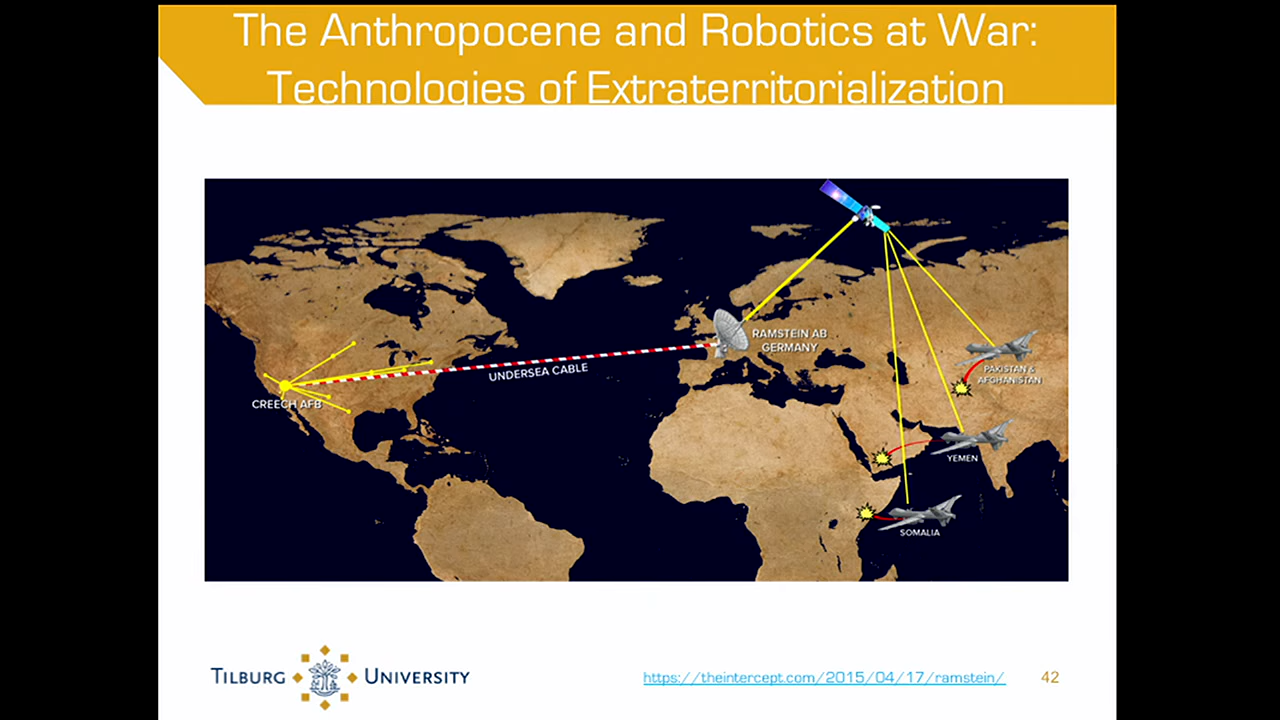 The Anthropocene and Robotics at War:
Technologies of Extraterritorialization
RAMSTEIN AB
GERMANY
UNDERSEA CABLE
CREECH AFB
PAKISTAN &
AFGHANISTAN
YEMEN
SOMALIA
TILBURG UNIVERSITY
https://theintercept.com/2015/04/17/ramstein/
42